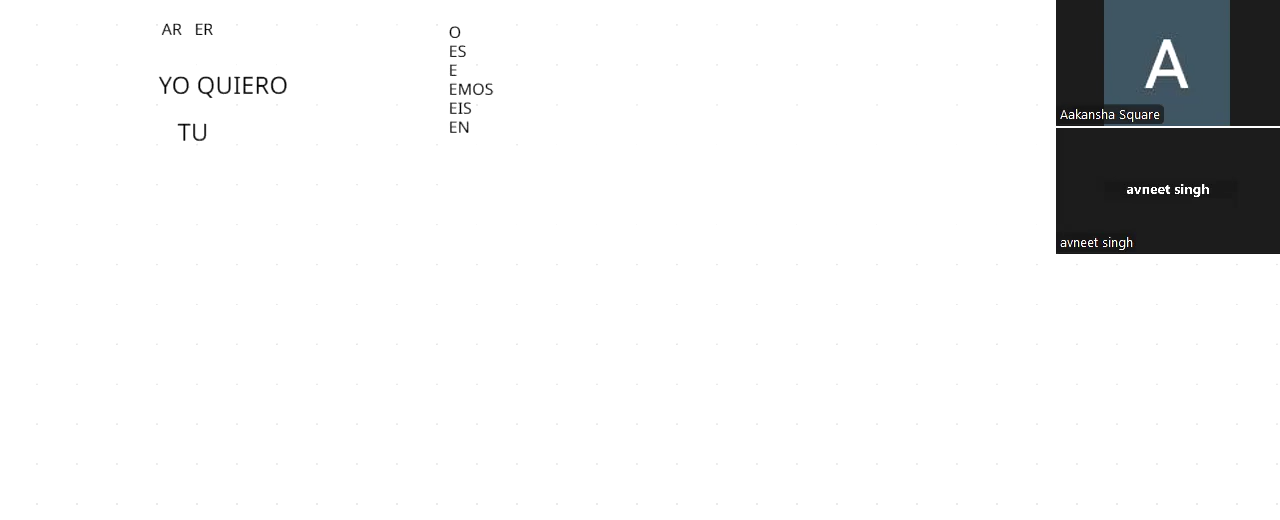 AR ER
YO QUIERO
TU
O
ES
E
EMOS
EIS
EN
A
Aakansha Square
avneet singh
avneet singh